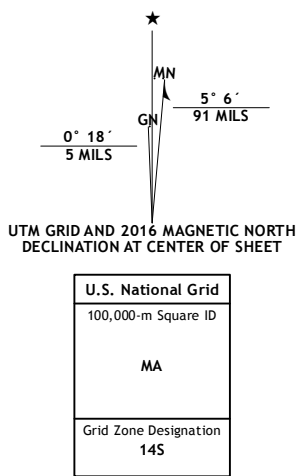 MN
5° 6´
91 MILS
GN
0° 18´
5 MILS
UTM GRID AND 2016 MAGNETIC NORTH
DECLINATION AT CENTER OF SHEET
U.S. National Grid
100,000-m Square ID
MA
Grid Zone Designation
14S